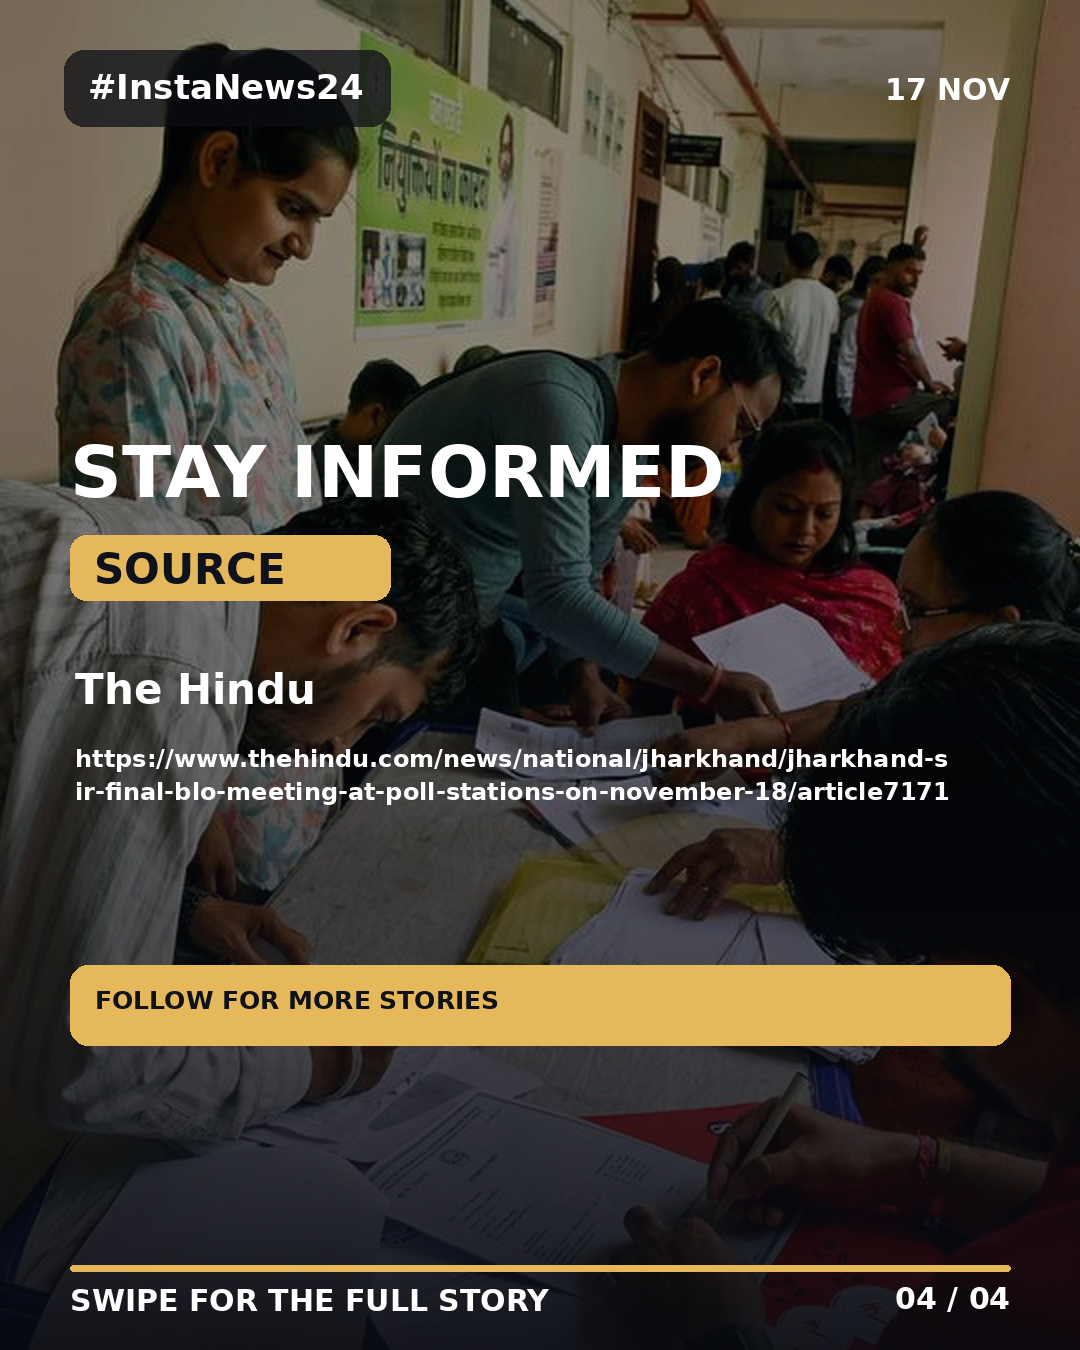 #InstaNews24
17 NOV
नियुक्तियों का कारवां
STAY INFORMED
SOURCE
The Hindu
https://www.thehindu.com/news/national/jharkhand/jharkhand-s
ir-final-blo-meeting-at-poll-stations-on-november-18/article7171
FOLLOW FOR MORE STORIES
SWIPE FOR THE FULL STORY
04 / 04